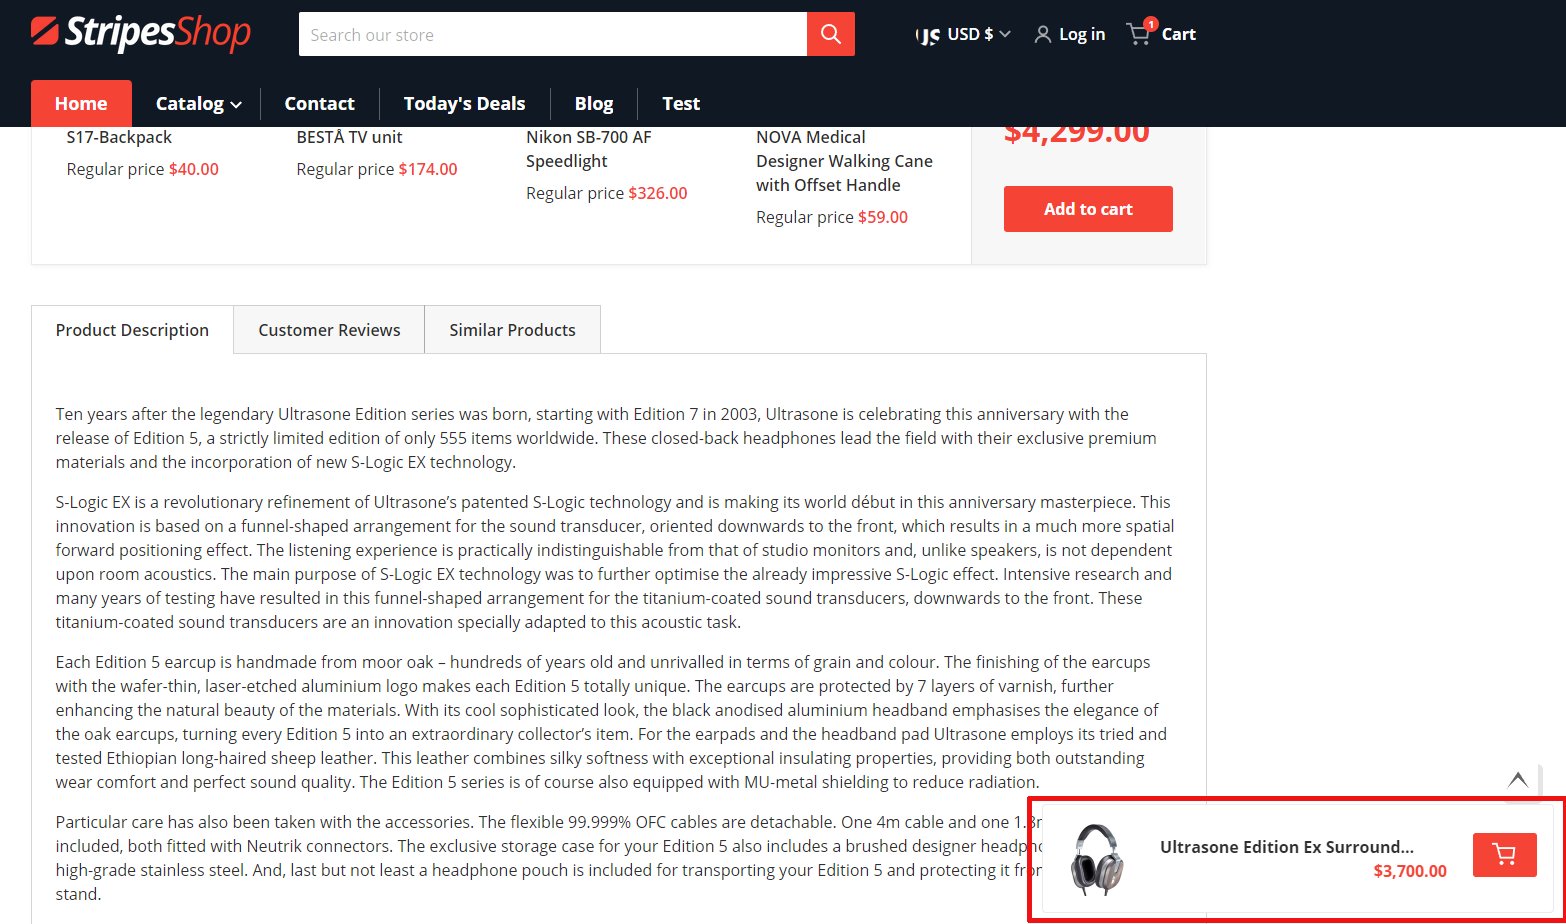 StripesShop
Search our store
USD $
Log in
1
Cart
Home
Catalog
Contact
Today's Deals
Blog
Test
S17-Backpack
Regular price $40.00
BESTÅ TV unit
Regular price $174.00
Nikon SB-700 AF
Speedlight
Regular price $326.00
NOVA Medical
Designer Walking Cane
with Offset Handle
Regular price $59.00
$4,299.00
Add to cart
Product Description
Customer Reviews
Similar Products
Ten years after the legendary Ultrasone Edition series was born, starting with Edition 7 in 2003, Ultrasone is celebrating this anniversary with the
release of Edition 5, a strictly limited edition of only 555 items worldwide. These closed-back headphones lead the field with their exclusive premium
materials and the incorporation of new S-Logic EX technology.
S-Logic EX is a revolutionary refinement of Ultrasone’s patented S-Logic technology and is making its world début in this anniversary masterpiece. This
innovation is based on a funnel-shaped arrangement for the sound transducer, oriented downwards to the front, which results in a much more spatial
forward positioning effect. The listening experience is practically indistinguishable from that of studio monitors and, unlike speakers, is not dependent
upon room acoustics. The main purpose of S-Logic EX technology was to further optimise the already impressive S-Logic effect. Intensive research and
many years of testing have resulted in this funnel-shaped arrangement for the titanium-coated sound transducers, downwards to the front. These
titanium-coated sound transducers are an innovation specially adapted to this acoustic task.
Each Edition 5 earcup is handmade from moor oak – hundreds of years old and unrivalled in terms of grain and colour. The finishing of the earcups
with the wafer-thin, laser-etched aluminium logo makes each Edition 5 totally unique. The earcups are protected by 7 layers of varnish, further
enhancing the natural beauty of the materials. With its cool sophisticated look, the black anodised aluminium headband emphasises the elegance of
the oak earcups, turning every Edition 5 into an extraordinary collector’s item. For the earpads and the headband pad Ultrasone employs its tried and
tested Ethiopian long-haired sheep leather. This leather combines silky softness with exceptional insulating properties, providing both outstanding
wear comfort and perfect sound quality. The Edition 5 series is of course also equipped with MU-metal shielding to reduce radiation.
Particular care has also been taken with the accessories. The flexible 99.999% OFC cables are detachable. One 4m cable and one
included, both fitted with Neutrik connectors. The exclusive storage case for your Edition 5 also includes a brushed designer
high-grade stainless steel. And, last but not least a headphone pouch is included for transporting your Edition 5 and protecting it
stand.
Ultrasone Edition Ex Surround...
$3,700.00